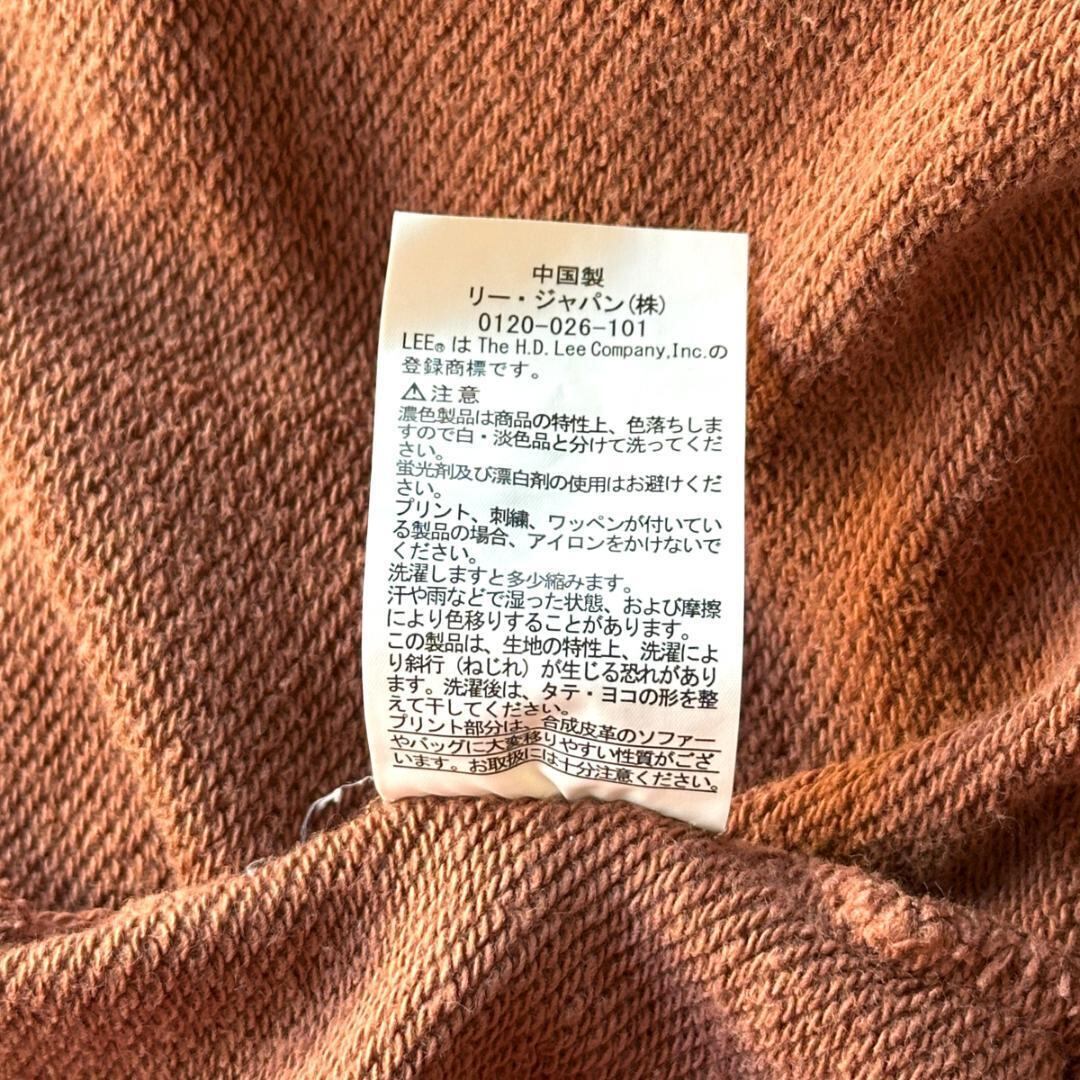 中国製
リー・ジャパン(株)
0120-026-101
LEE® は The H.D. Lee Company,Inc.の
登録商標です。
⚠注意
濃色製品は商品の特性上、色落ちしま
すので白・淡色品と分けて洗ってくだ
さい。
蛍光剤及び漂白剤の使用はお避けくだ
さい。
プリント、刺繍、ワッペンが付いてい
る製品の場合、アイロンをかけないで
ください。
洗濯しますと多少縮みます。
汗や雨などで湿った状態、および摩擦
により色移りすることがあります。
この製品は、生地の特性上、洗濯によ
り斜行（ねじれ）が生じる恐れがあり
ます。洗濯後は、タテ・ヨコの形を整
えて干してください。
プリント部分は、合成皮革のソファー
やバッグに大変移りやすい性質がござ
います。お取扱には十分注意ください。